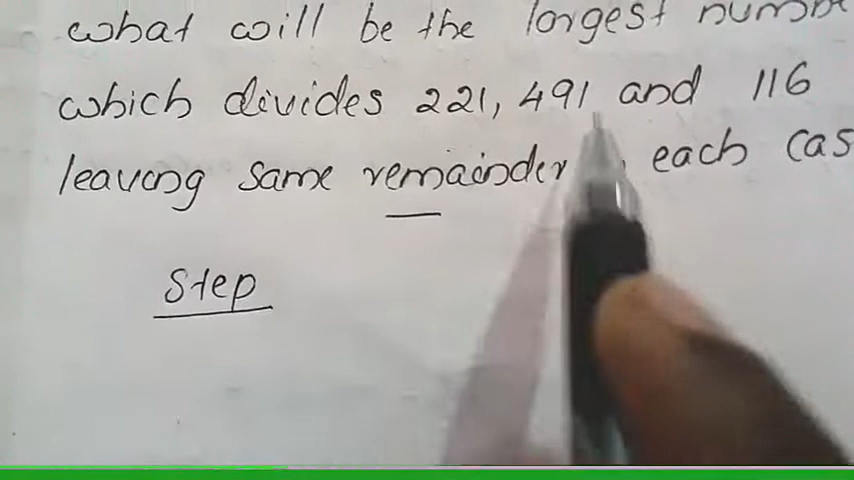 what will be the largest
which divides 221, 491 and 116
leaving same remainder each
Step